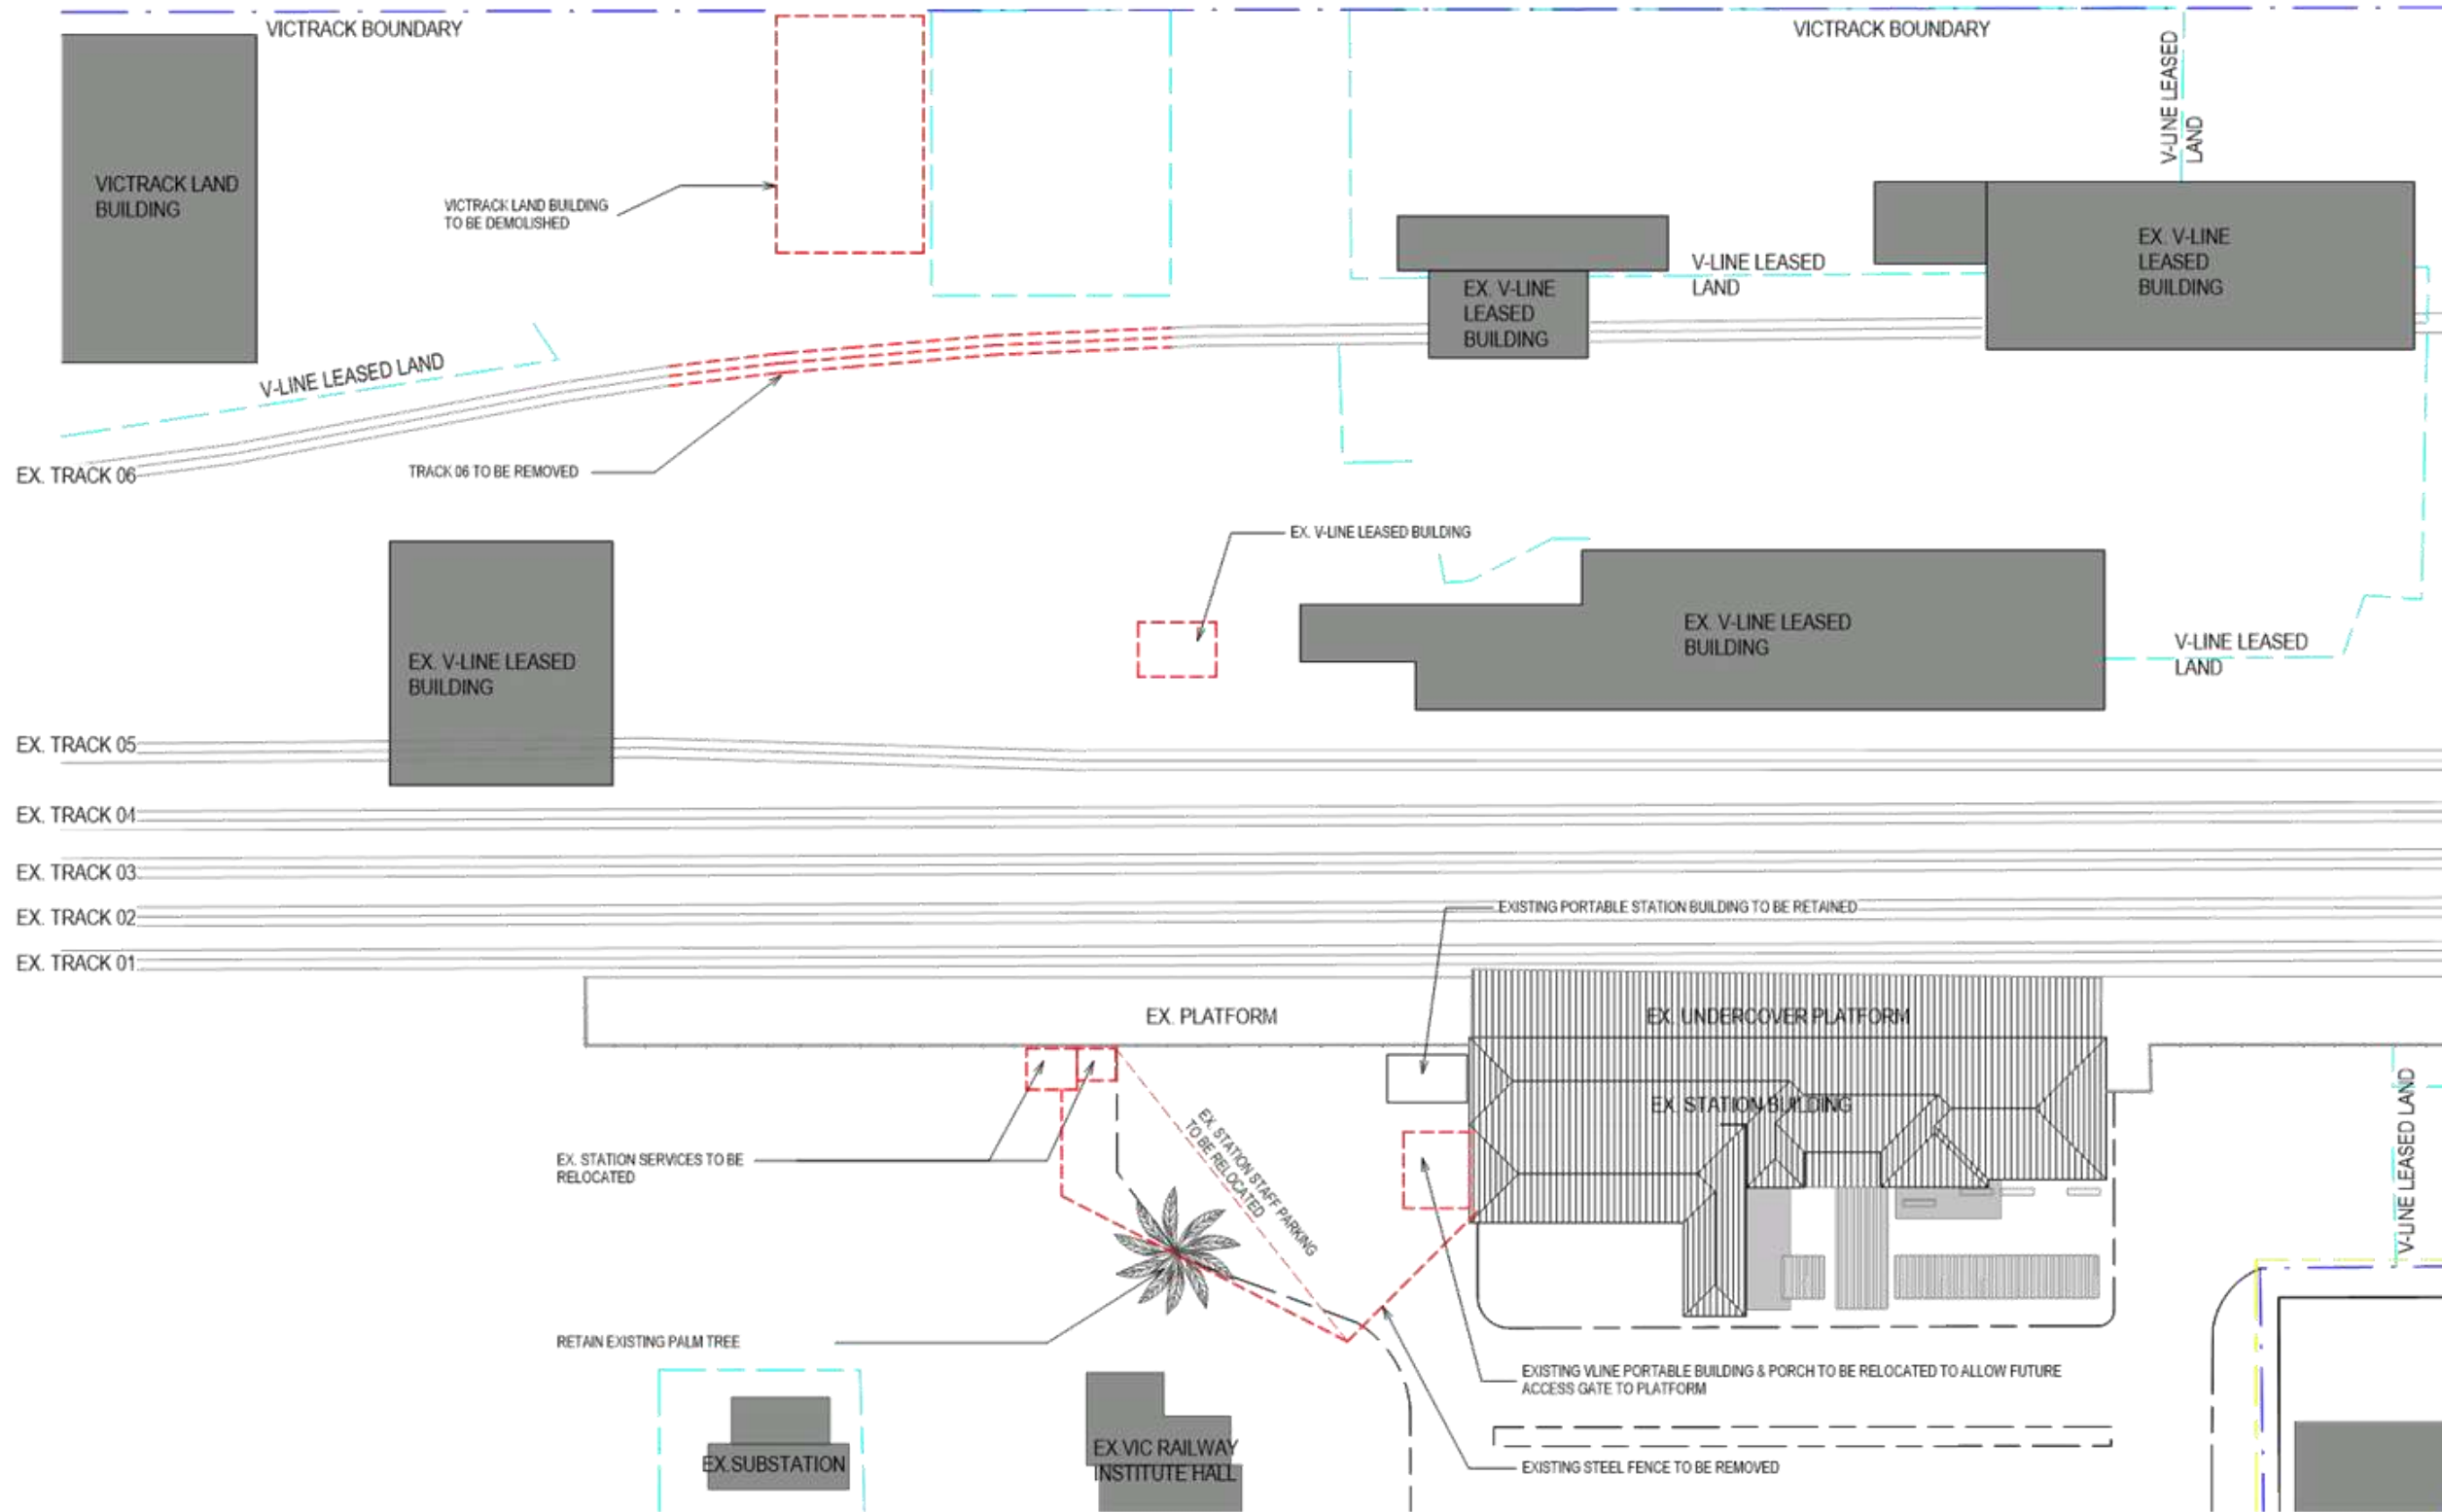 VICTRACK BOUNDARY
VICTRACK BOUNDARY
V-LINE LEASED
LAND
VICTRACK LAND
BUILDING
VICTRACK LAND BUILDING
TO BE DEMOLISHED
EX. V-LINE
LEASED
BUILDING
V-LINE LEASED
LAND
EX. V-LINE
LEASED
BUILDING
V-LINE LEASED LAND
EX. TRACK 06
TRACK 06 TO BE REMOVED
EX. V-LINE LEASED BUILDING
EX. V-LINE LEASED
BUILDING
EX. V-LINE LEASED
BUILDING
V-LINE LEASED
LAND
EX. TRACK 05
EX. TRACK 04
EX. TRACK 03
EX. TRACK 02
EX. TRACK 01
EXISTING PORTABLE STATION BUILDING TO BE RETAINED
EX. PLATFORM
EX. UNDERCOVER PLATFORM
EX. STATION BUILDING
V-LINE LEASED LAND
EX. STATION STAFF PARKING
TO BE RELOCATED
EX. STATION SERVICES TO BE
RELOCATED
RETAIN EXISTING PALM TREE
EXISTING VLINE PORTABLE BUILDING & PORCH TO BE RELOCATED TO ALLOW FUTURE
ACCESS GATE TO PLATFORM
EX.SUBSTATION
EX.VIC RAILWAY
INSTITUTE HALL
EXISTING STEEL FENCE TO BE REMOVED